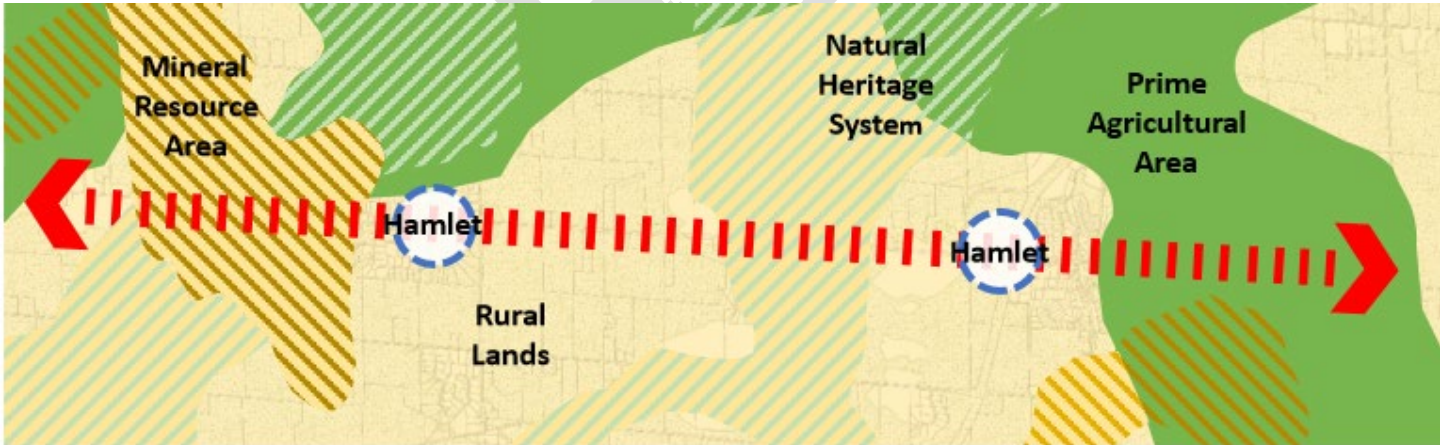 Mineral
Resource
Area
Natural
Heritage
System
Prime
Agricultural
Area
Hamlet
Hamlet
Rural
Lands